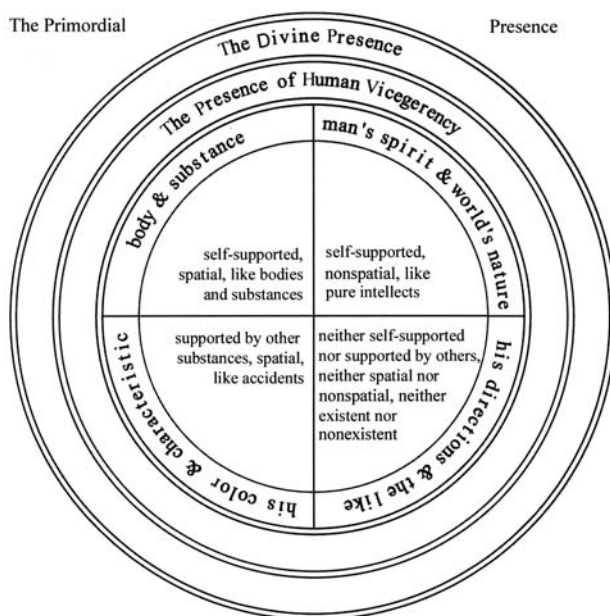 The Primordial
Presence
The Divine Presence
The Presence of Human Vicegerency
body & substance
man's spirit & world's nature
self-supported,
spatial, like bodies
and substances
self-supported,
nonspatial, like
pure intellects
supported by other
substances, spatial,
like accidents
neither self-supported
nor supported by others,
neither spatial nor
nonspatial, neither
existent nor
nonexistent
his color & characteristic
his directions & the like